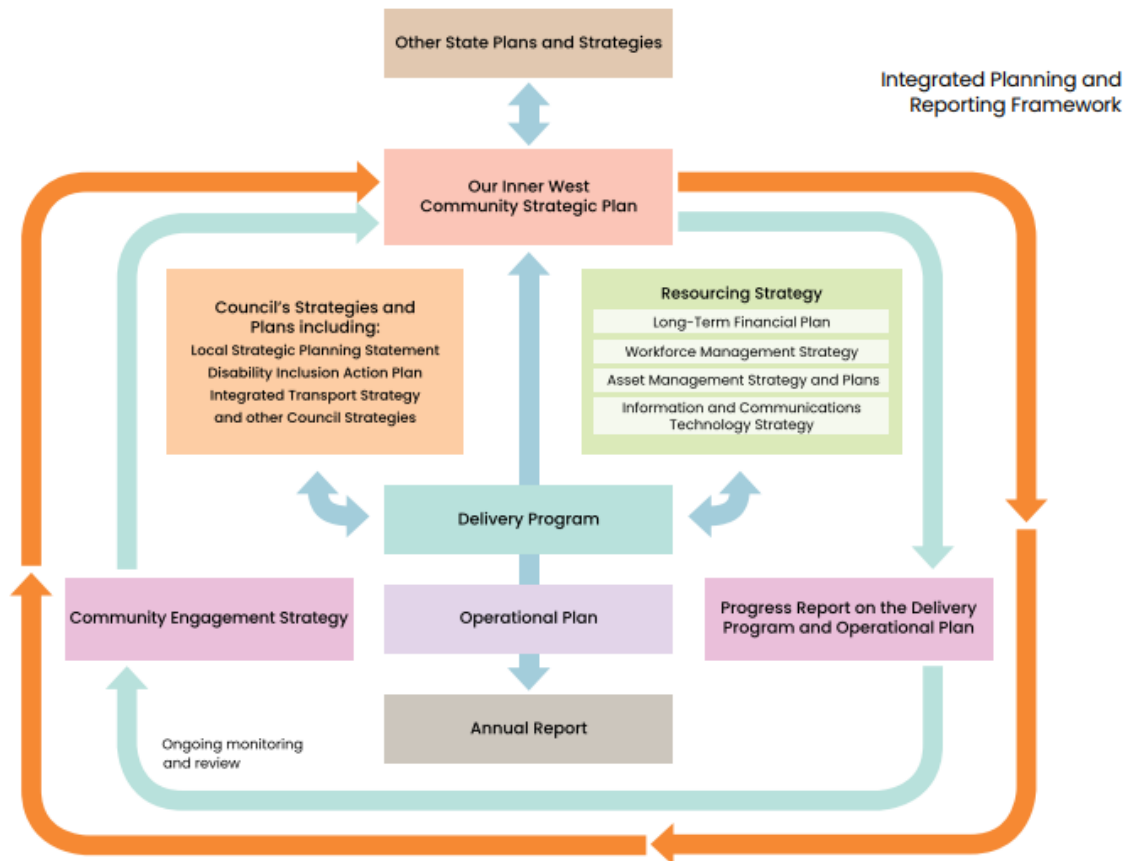 Other State Plans and Strategies
Integrated Planning and
Reporting Framework
Our Inner West
Community Strategic Plan
Council's Strategies and
Plans including:
Local Strategic Planning Statement
Disability Inclusion Action Plan
Integrated Transport Strategy
and other Council Strategies
Resourcing Strategy
Long-Term Financial Plan
Workforce Management Strategy
Asset Management Strategy and Plans
Information and Communications
Technology Strategy
Delivery Program
Community Engagement Strategy
Operational Plan
Progress Report on the Delivery
Program and Operational Plan
Annual Report
Ongoing monitoring
and review